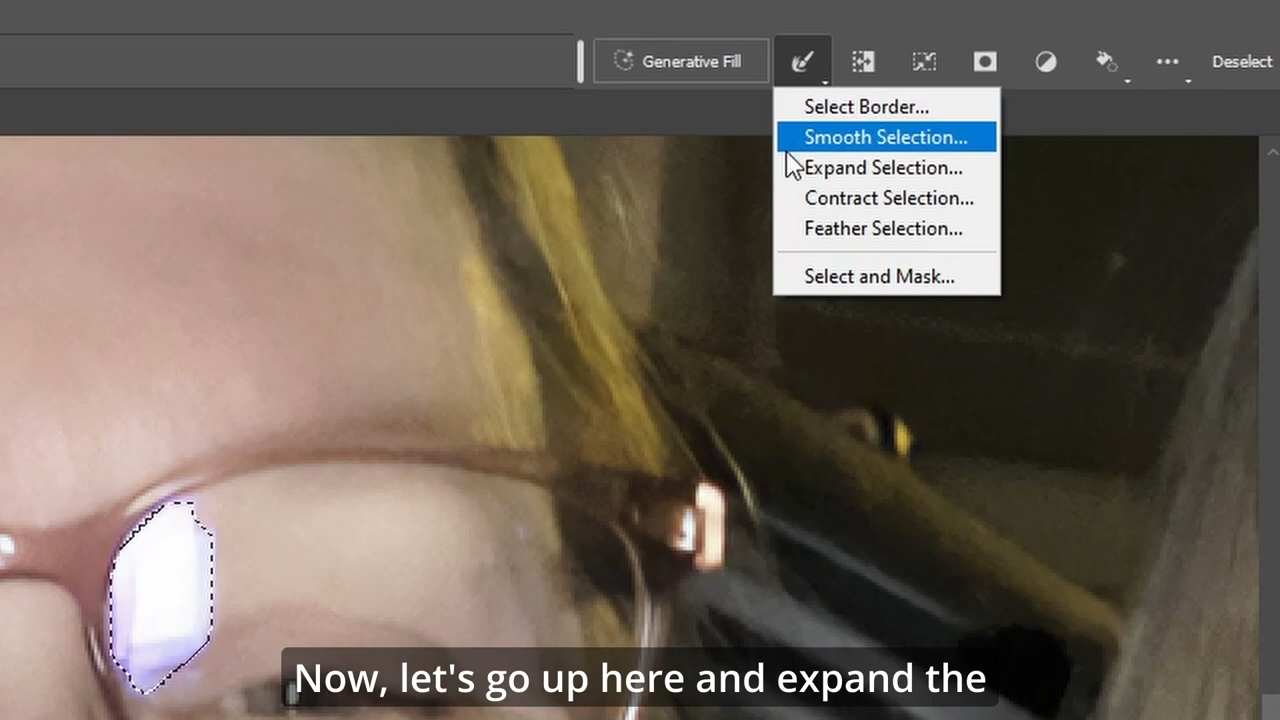 Generative Fill
Deselect
Select Border...
Smooth Selection...
Expand Selection...
Contract Selection...
Feather Selection...
Select and Mask...
Now, let's go up here and expand the